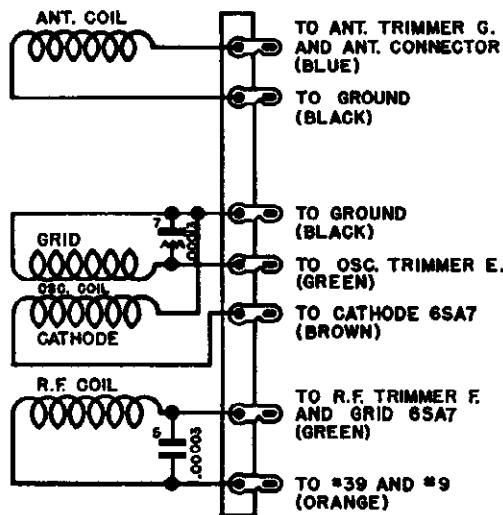 ANT. COIL
TO ANT. TRIMMER G.
AND ANT. CONNECTOR
(BLUE)
TO GROUND
(BLACK)
7
.00013
TO GROUND
(BLACK)
GRID
TO OSC. TRIMMER E.
(GREEN)
OSC. COIL
CATHODE
TO CATHODE 6SA7
(BROWN)
R.F. COIL
5
.00003
TO R.F. TRIMMER F.
AND GRID 6SA7
(GREEN)
TO #39 AND #9
(ORANGE)